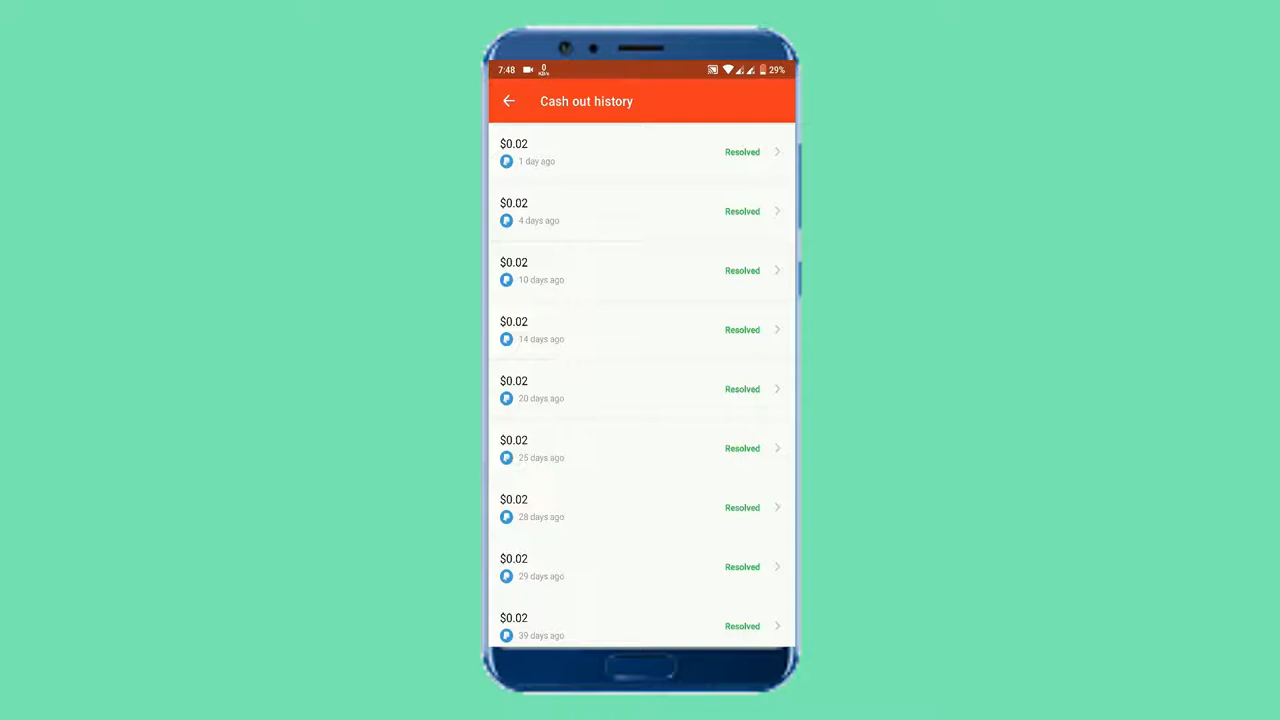 7:48
0
KB/s
29%
Cash out history
$0.02
1 day ago
Resolved
$0.02
4 days ago
Resolved
$0.02
10 days ago
Resolved
$0.02
14 days ago
Resolved
$0.02
20 days ago
Resolved
$0.02
25 days ago
Resolved
$0.02
28 days ago
Resolved
$0.02
29 days ago
Resolved
$0.02
39 days ago
Resolved